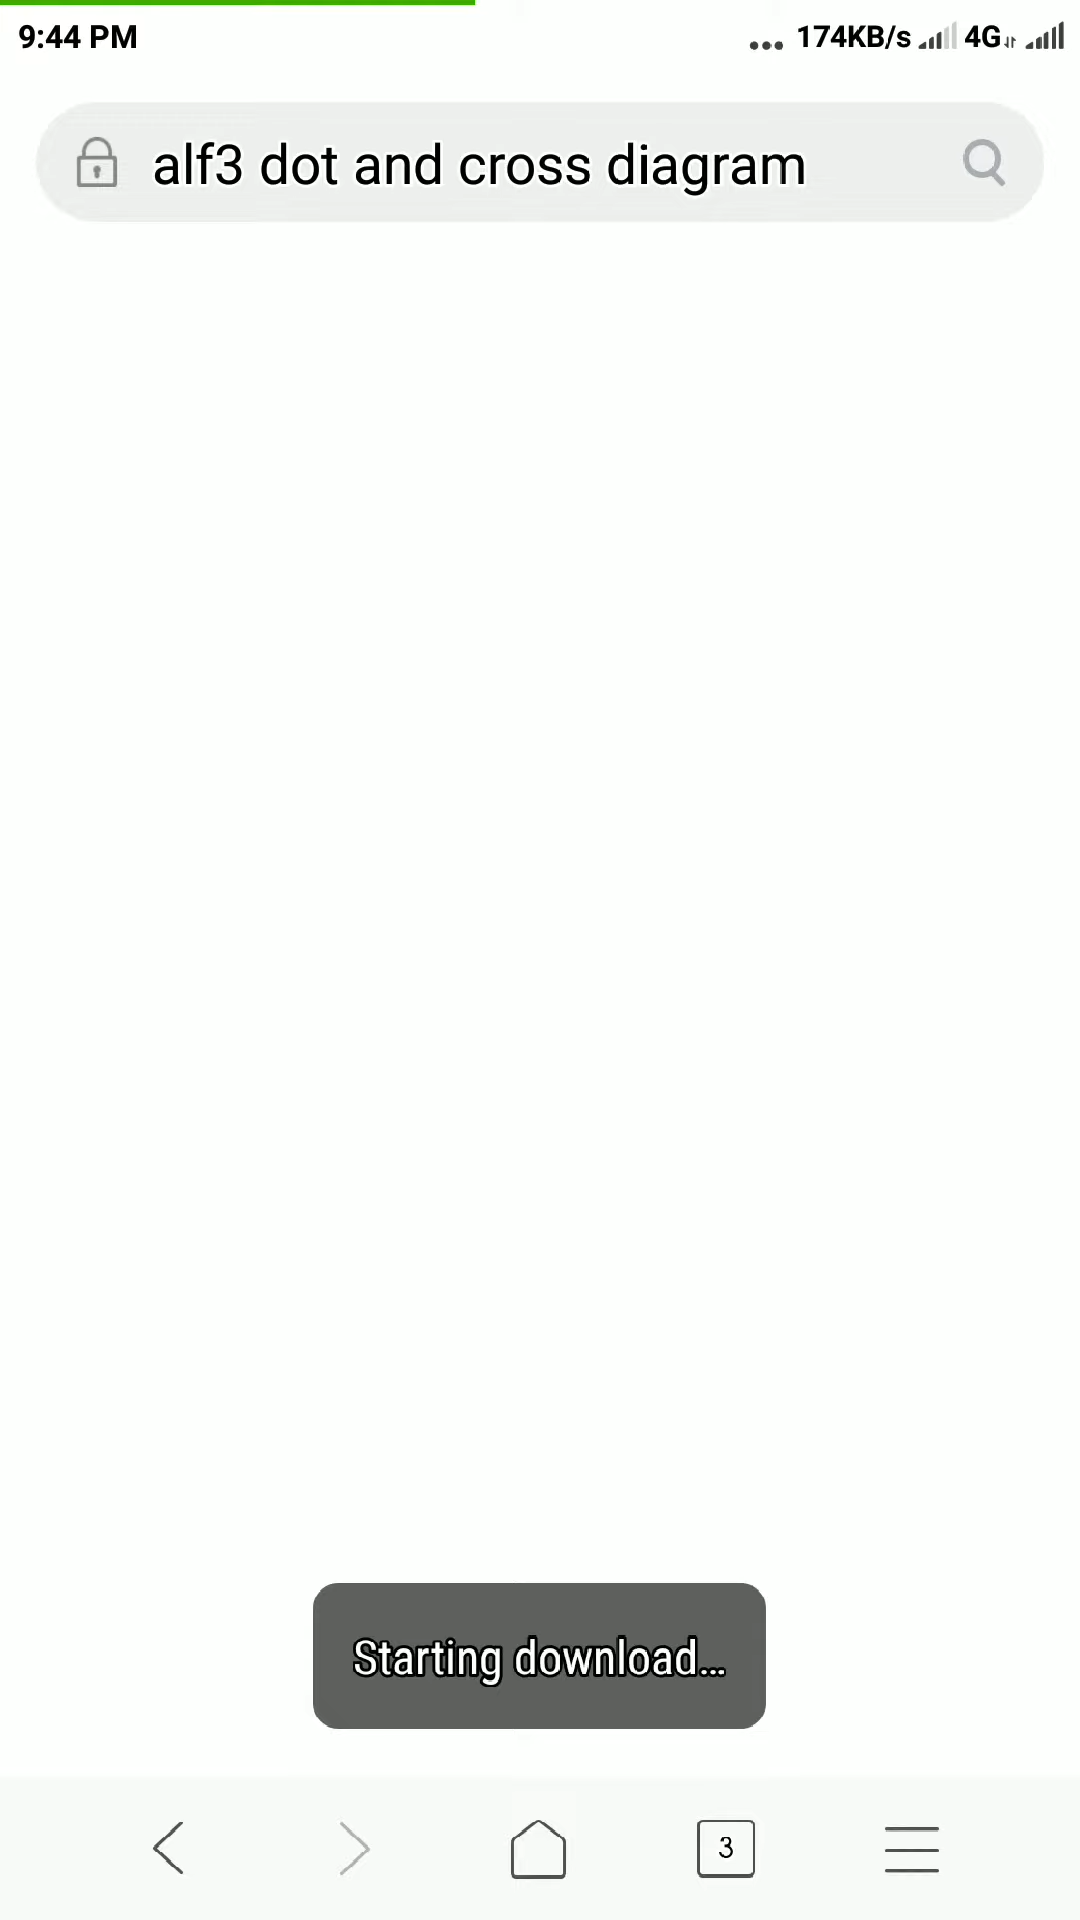 9:44 PM
... 174KB/s 4G
alf3 dot and cross diagram
Starting download...
3